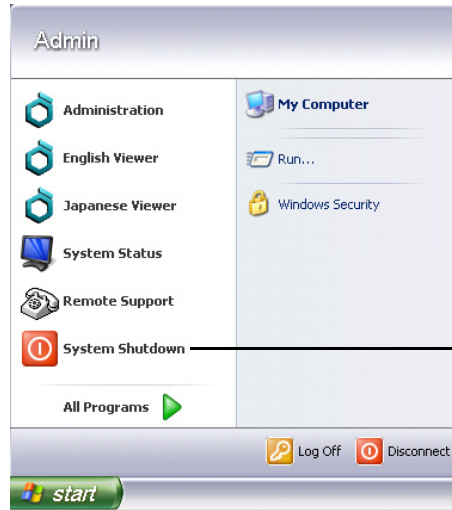 Admin
Administration
English Viewer
Japanese Viewer
System Status
Remote Support
System Shutdown
All Programs
My Computer
Run...
Windows Security
Log Off
Disconnect
start